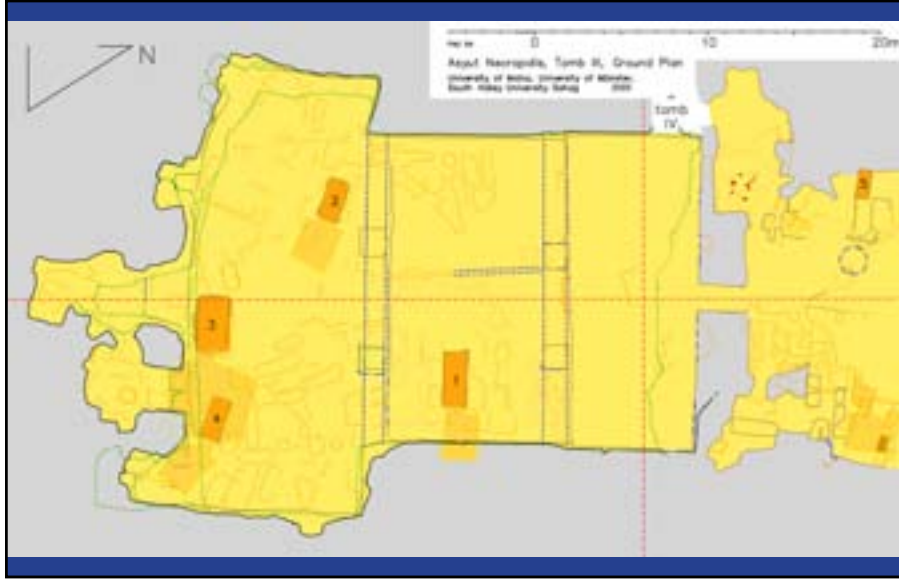 N
0 10 20m
Asyut Necropolis, Tomb III, Ground Plan
University of Mainz, University of Münster,
South Valley University Sohag
tomb
IV
2
3
1
4